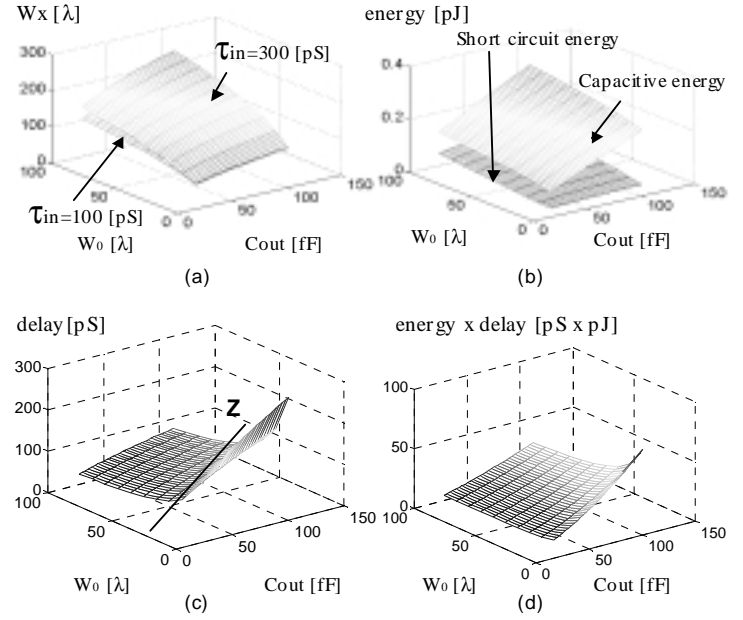 Wx [λ]
300
200
100
0
100
50
0
0
50
100
150
τin=300 [pS]
τin=100 [pS]
W0 [λ]
Cout [fF]
(a)
energy [pJ]
Short circuit energy
Capacitive energy
0.4
0.2
0
100
50
0
0
50
100
150
W0 [λ]
Cout [fF]
(b)
delay [pS]
300
200
100
0
100
50
0
0
50
100
150
Z
W0 [λ]
Cout [fF]
(c)
energy x delay [pS x pJ]
100
50
0
100
50
0
0
50
100
150
W0 [λ]
Cout [fF]
(d)